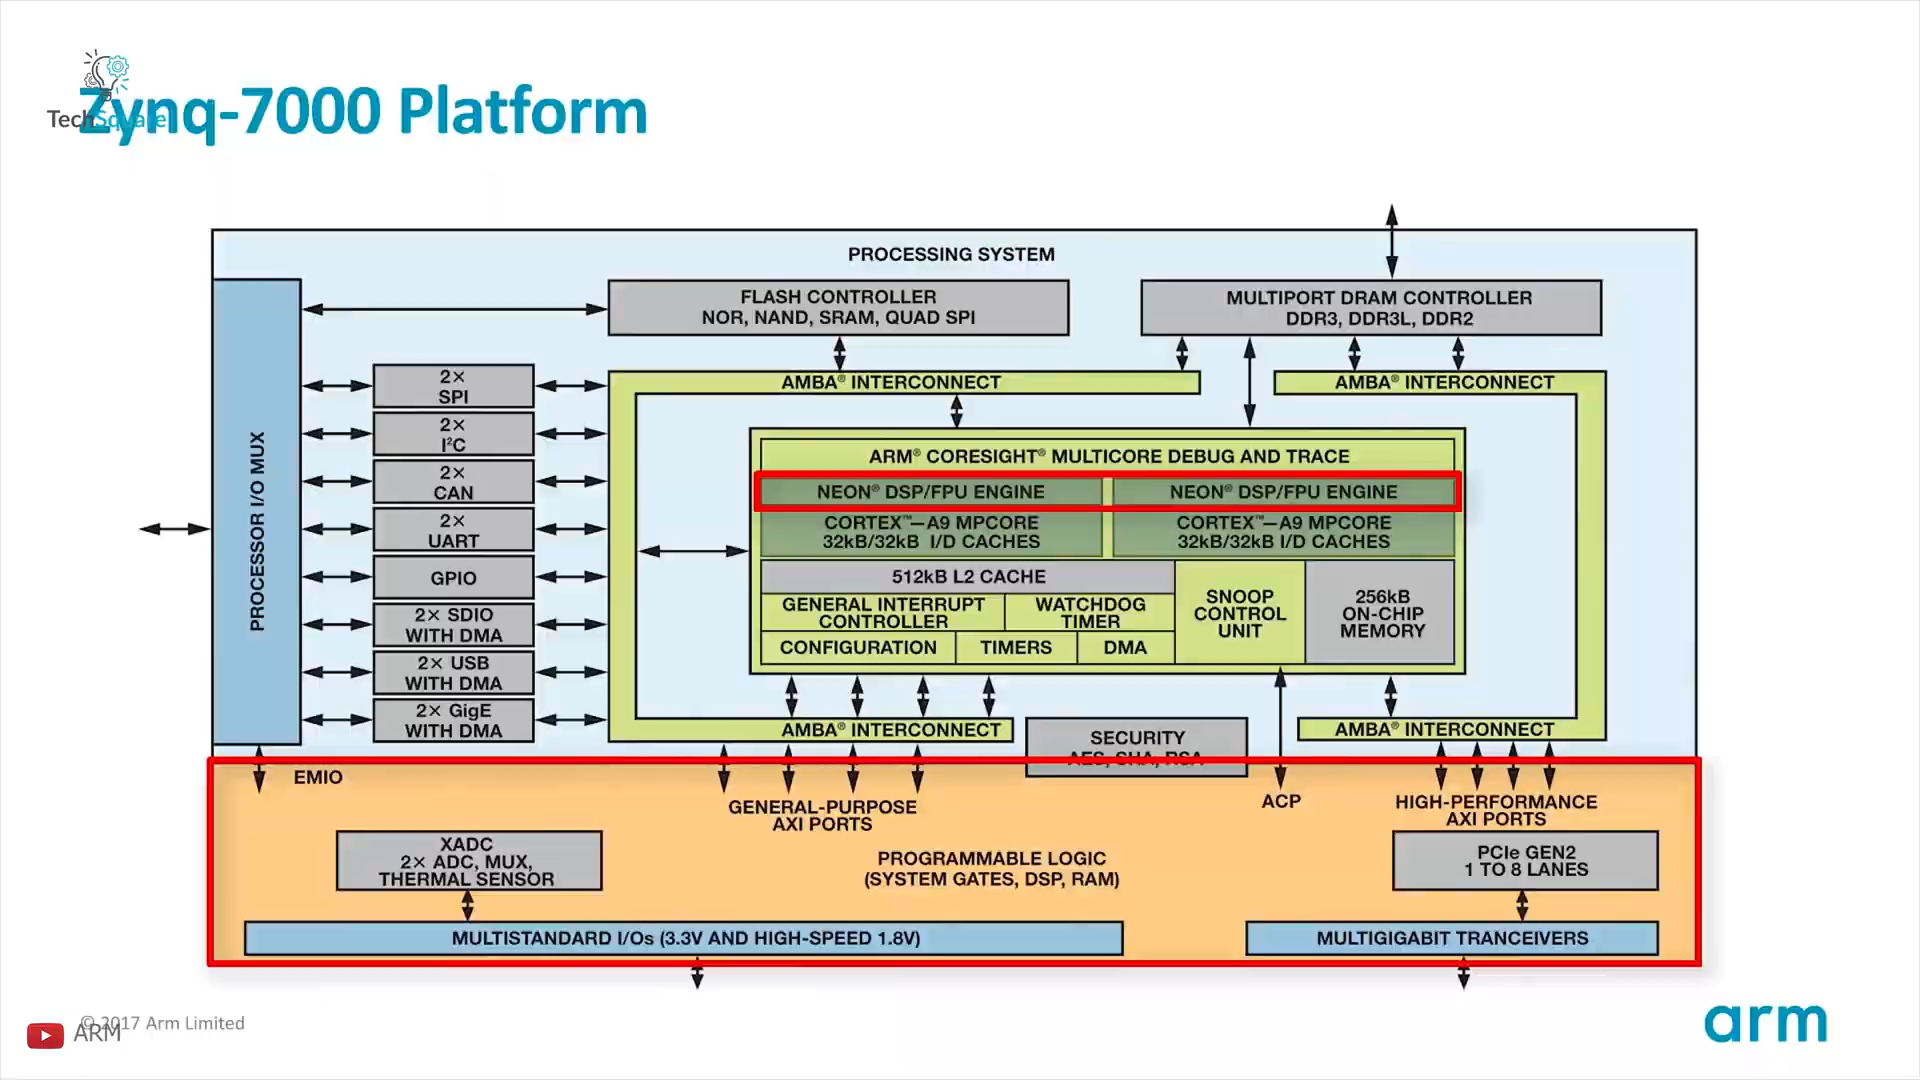 Zynq-7000 Platform
TechSquare
PROCESSING SYSTEM
PROCESSOR I/O MUX
FLASH CONTROLLER
NOR, NAND, SRAM, QUAD SPI
MULTIPORT DRAM CONTROLLER
DDR3, DDR3L, DDR2
2×
SPI
2×
I²C
2×
CAN
2×
UART
GPIO
2× SDIO
WITH DMA
2× USB
WITH DMA
2× GigE
WITH DMA
AMBA® INTERCONNECT
AMBA® INTERCONNECT
ARM® CORESIGHT® MULTICORE DEBUG AND TRACE
NEON® DSP/FPU ENGINE
NEON® DSP/FPU ENGINE
CORTEX™—A9 MPCORE
32kB/32kB I/D CACHES
CORTEX™—A9 MPCORE
32kB/32kB I/D CACHES
512kB L2 CACHE
GENERAL INTERRUPT
CONTROLLER
WATCHDOG
TIMER
CONFIGURATION
TIMERS
DMA
SNOOP
CONTROL
UNIT
256kB
ON-CHIP
MEMORY
AMBA® INTERCONNECT
SECURITY
AES, SHA, RSA
AMBA® INTERCONNECT
EMIO
GENERAL-PURPOSE
AXI PORTS
ACP
HIGH-PERFORMANCE
AXI PORTS
XADC
2× ADC, MUX,
THERMAL SENSOR
PROGRAMMABLE LOGIC
(SYSTEM GATES, DSP, RAM)
PCIe GEN2
1 TO 8 LANES
MULTISTANDARD I/Os (3.3V AND HIGH-SPEED 1.8V)
MULTIGIGABIT TRANCEIVERS
© 2017 Arm Limited
ARM
arm